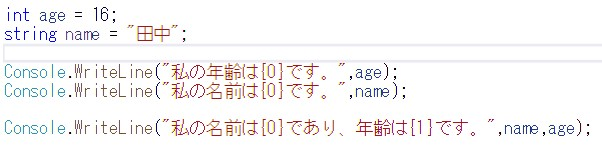 int age = 16;
string name = "田中";
Console.WriteLine("私の年齢は{0}です。",age);
Console.WriteLine("私の名前は{0}です。",name);
Console.WriteLine("私の名前は{0}であり、年齢は{1}です。",name,age);